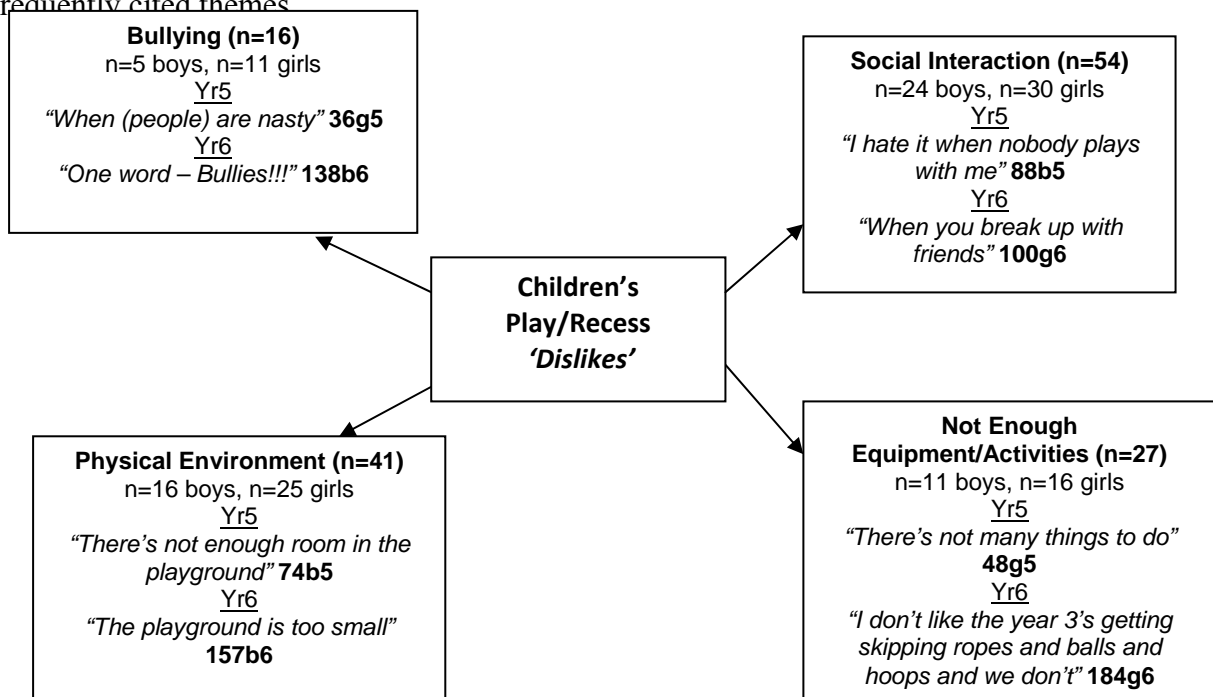 requently cited themes
Bullying (n=16)
n=5 boys, n=11 girls
Yr5
“When (people) are nasty” 36g5
Yr6
“One word – Bullies!!!” 138b6
Social Interaction (n=54)
n=24 boys, n=30 girls
Yr5
“I hate it when nobody plays
with me” 88b5
Yr6
“When you break up with
friends” 100g6
Children’s
Play/Recess
‘Dislikes’
Physical Environment (n=41)
n=16 boys, n=25 girls
Yr5
“There’s not enough room in the
playground” 74b5
Yr6
“The playground is too small”
157b6
Not Enough
Equipment/Activities (n=27)
n=11 boys, n=16 girls
Yr5
“There’s not many things to do”
48g5
Yr6
“I don’t like the year 3’s getting
skipping ropes and balls and
hoops and we don’t” 184g6